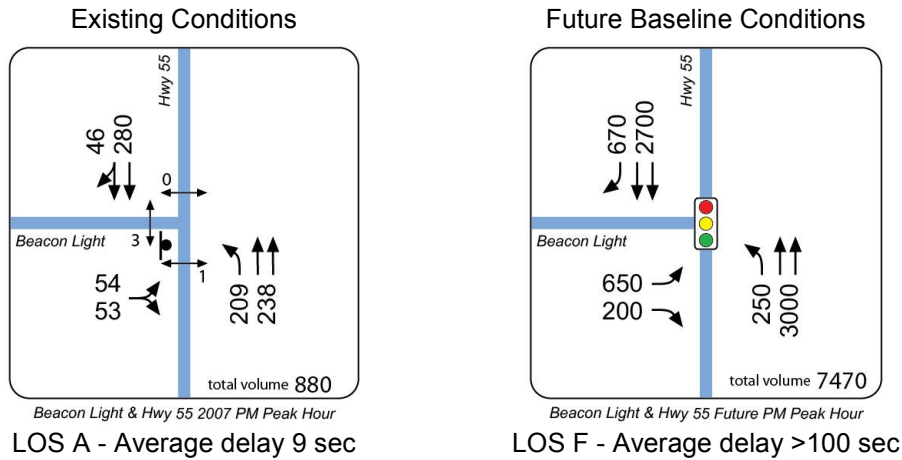 Existing Conditions
Hwy 55
46
280
0
Beacon Light
3
1
54
53
209
238
total volume 880
Beacon Light & Hwy 55 2007 PM Peak Hour
LOS A - Average delay 9 sec
Future Baseline Conditions
Hwy 55
670
2700
Beacon Light
650
200
250
3000
total volume 7470
Beacon Light & Hwy 55 Future PM Peak Hour
LOS F - Average delay >100 sec